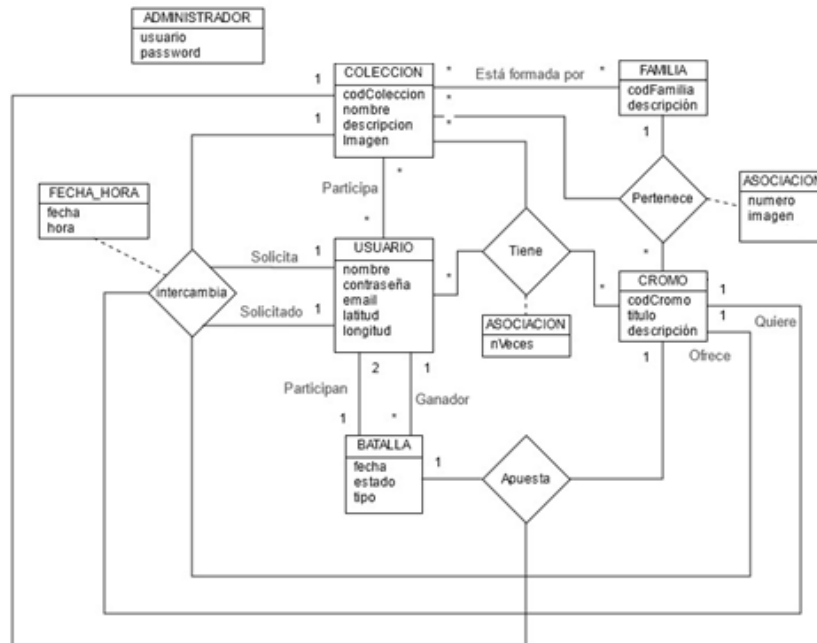 ADMINISTRADOR
usuario
password
1
COLECCION
*
Está formada por
*
FAMILIA
codColeccion
nombre
descripcion
Imagen
codFamilia
descripción
1
*
*
1
FECHA_HORA
fecha
hora
Participa
*
*
Pertenece
ASOCIACION
numero
imagen
Solicita
1
USUARIO
nombre
contraseña
email
latitud
longitud
*
Tiene
*
*
CROMO
codCromo
titulo
descripción
1
1
Quiere
intercambia
Solicitado
1
ASOCIACION
nVeces
1
Ofrece
2
1
Participan
Ganador
1
*
BATALLA
fecha
estado
tipo
1
Apuesta